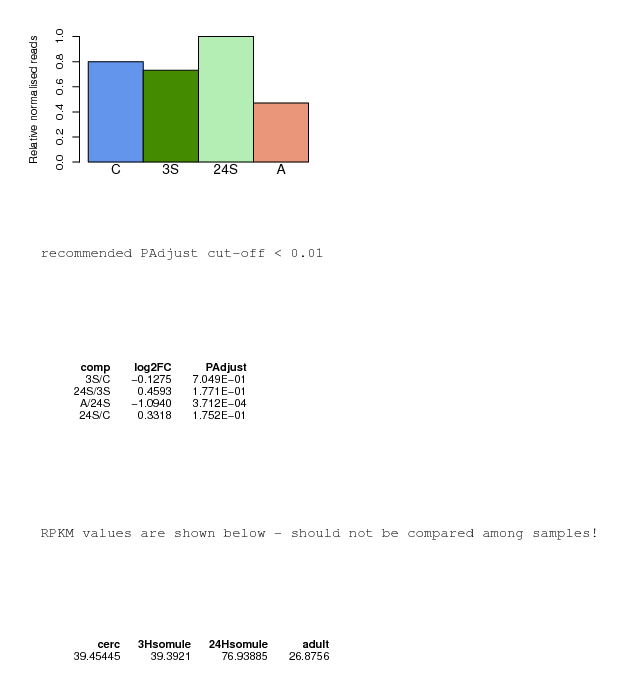 Relative normalised reads
1.0
0.8
0.6
0.4
0.2
0.0
C 3S 24S A
recommended PAdjust cut-off < 0.01
comp log2FC PAdjust
3S/C −0.1275 7.049E−01
24S/3S 0.4593 1.771E−01
A/24S −1.0940 3.712E−04
24S/C 0.3318 1.752E−01
RPKM values are shown below - should not be compared among samples!
cerc 3Hsomule 24Hsomule adult
39.45445 39.3921 76.93885 26.8756